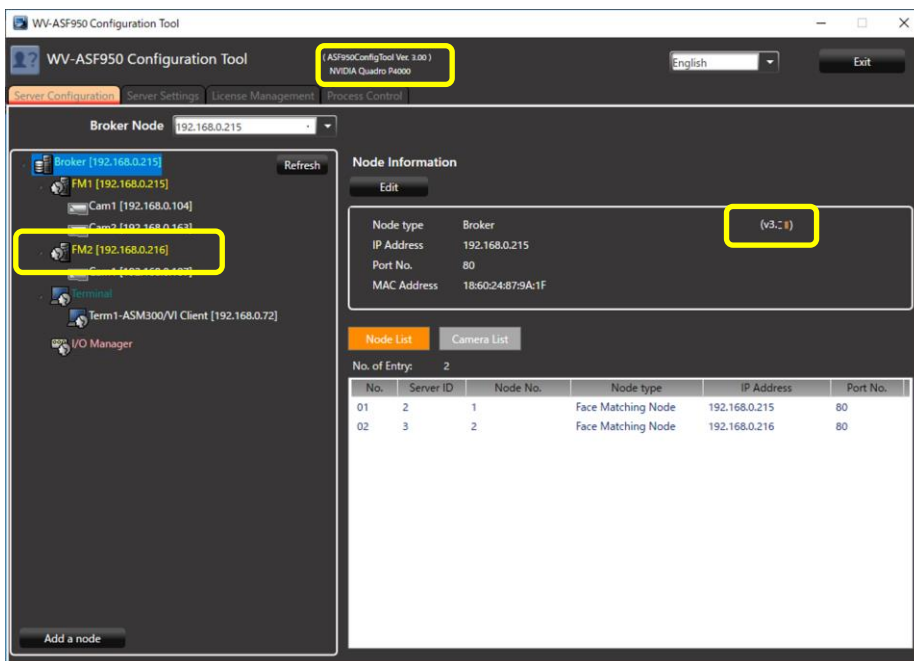 WV-ASF950 Configuration Tool
WV-ASF950 Configuration Tool
( ASF950ConfigTool Ver. 3.00 )
NVIDIA Quadro P4000
English
Exit
Server Configuration
Server Settings
License Management
Process Control
Broker Node
192.168.0.215
Broker [192.168.0.215]
Refresh
FM1 [192.168.0.215]
Cam1 [192.168.0.104]
Cam2 [192.168.0.163]
FM2 [192.168.0.216]
Terminal
Term1-ASM300/VI Client [192.168.0.72]
I/O Manager
Add a node
Node Information
Edit
Node type Broker
IP Address 192.168.0.215
Port No. 80
MAC Address 18:60:24:87:9A:1F
Node List
Camera List
No. of Entry: 2
No. Server ID Node No. Node type IP Address Port No.
01 2 1 Face Matching Node 192.168.0.215 80
02 3 2 Face Matching Node 192.168.0.216 80